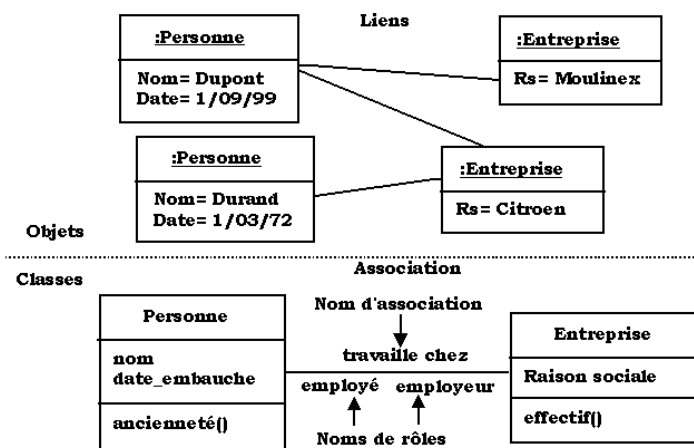 Liens
:Personne
Nom= Dupont
Date= 1/09/99
:Entreprise
Rs= Moulinex
:Personne
Nom= Durand
Date= 1/03/72
:Entreprise
Rs= Citroen
Objets
Classes
Association
Nom d'association
Personne
nom
date_embauche
ancienneté()
travaille chez
employé employeur
Noms de rôles
Entreprise
Raison sociale
effectif()